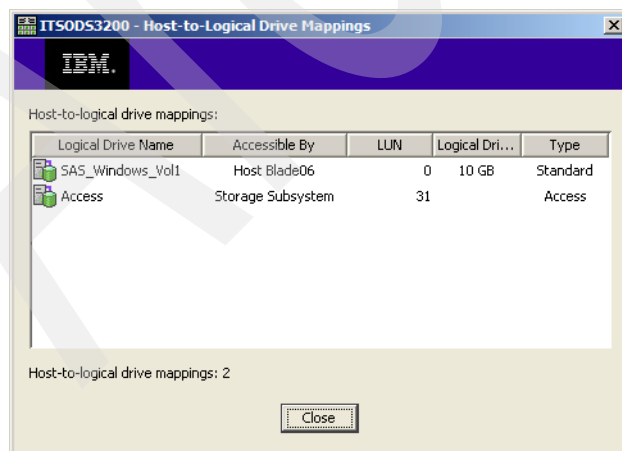 ITSODS3200 - Host-to-Logical Drive Mappings
IBM.
Host-to-logical drive mappings:
Logical Drive Name Accessible By LUN Logical Dri... Type
SAS_Windows_Vol1 Host Blade06 0 10 GB Standard
Access Storage Subsystem 31 Access
Host-to-logical drive mappings: 2
Close